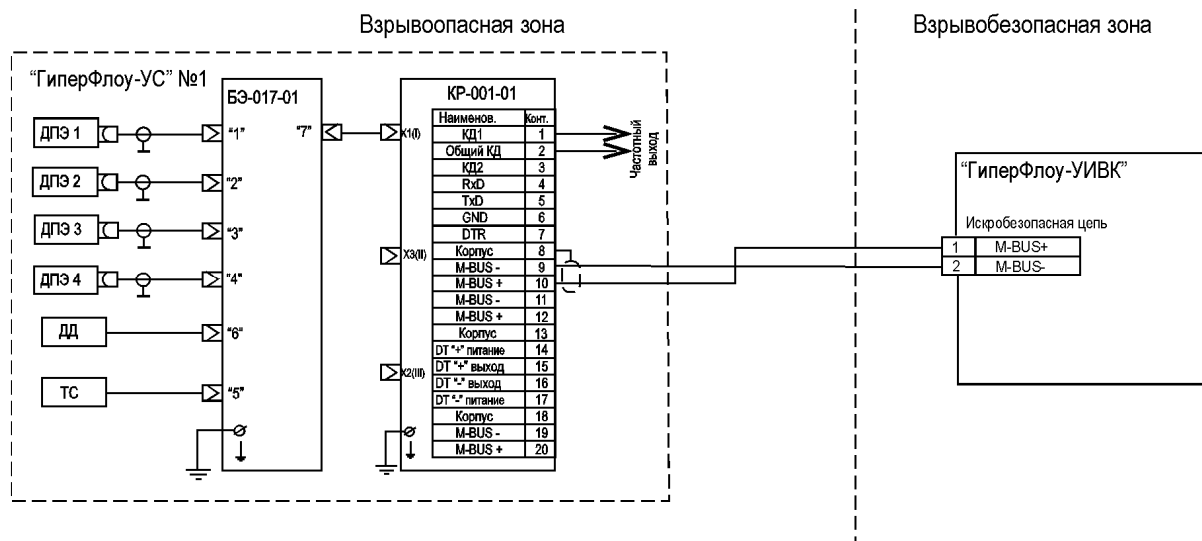 Взрывоопасная зона
Взрывобезопасная зона
“ГиперФлоу-УС” №1
БЭ-017-01
КР-001-01
ДПЭ 1
“1”
“7”
X1(I)
ДПЭ 2
“2”
ДПЭ 3
“3”
X3(II)
ДПЭ 4
“4”
ДД
“6”
X2(III)
ТС
“5”
Наименов. Конт.
КД1 1
Общий КД 2
КД2 3
RxD 4
TxD 5
GND 6
DTR 7
Корпус 8
M-BUS - 9
M-BUS + 10
M-BUS - 11
M-BUS + 12
Корпус 13
DT “+” питание 14
DT “+” выход 15
DT “-” выход 16
DT “-” питание 17
Корпус 18
M-BUS - 19
M-BUS + 20
Частотный
выход
“ГиперФлоу-УИВК”
Искробезопасная цепь
1 M-BUS+
2 M-BUS-